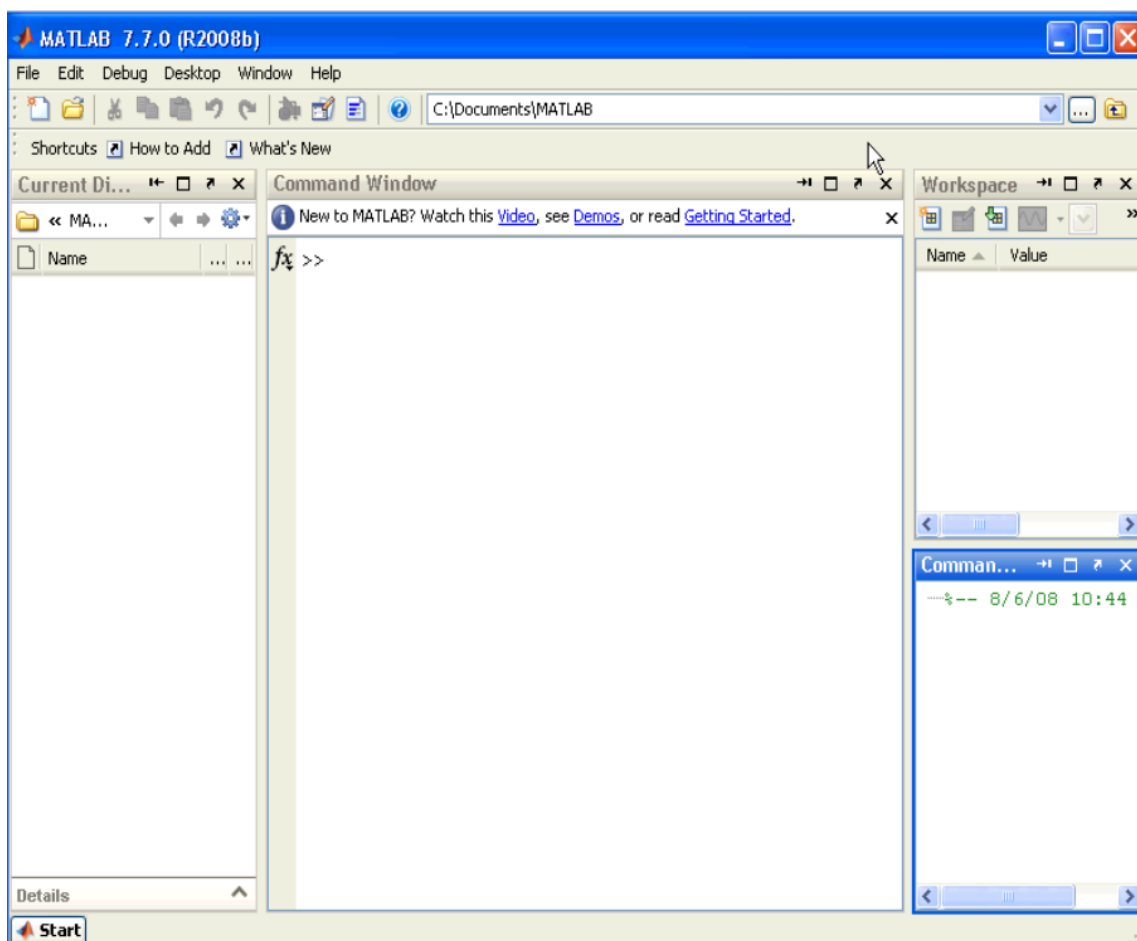 MATLAB 7.7.0 (R2008b)
File Edit Debug Desktop Window Help
C:\Documents\MATLAB
Shortcuts How to Add What's New
Current Di...
« MA...
Name ... ...
Details
Command Window
New to MATLAB? Watch this Video, see Demos, or read Getting Started.
fx >>
Workspace
Name Value
Comman...
%-- 8/6/08 10:44
Start